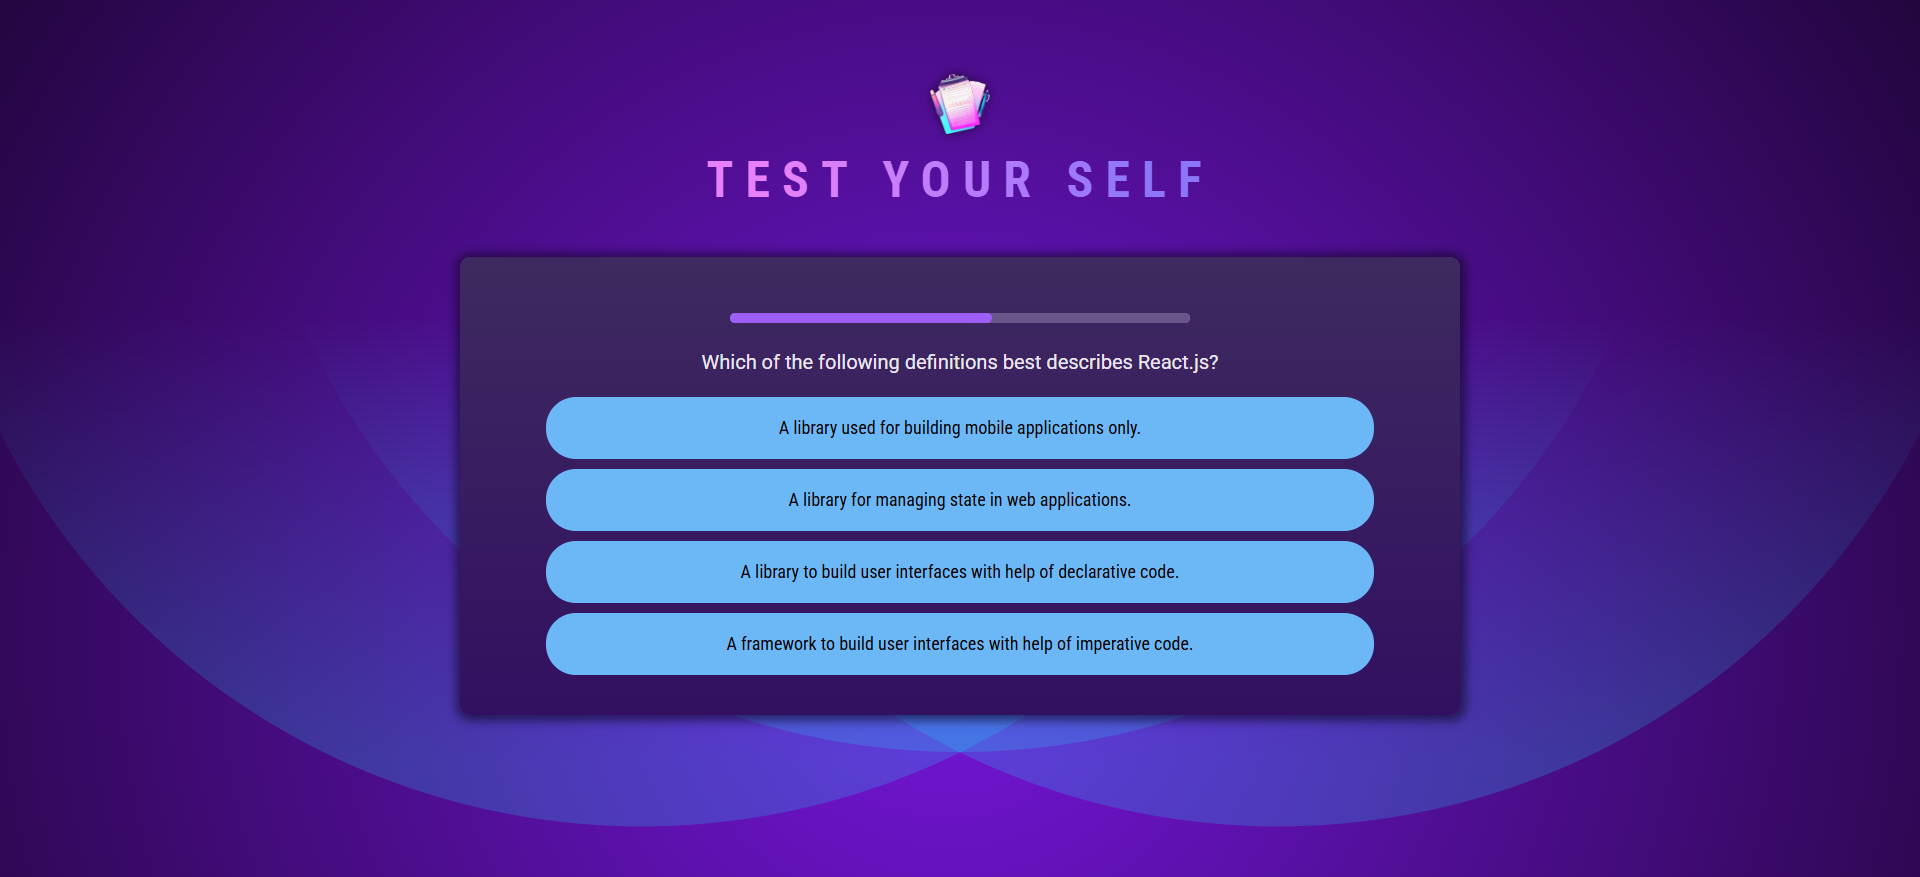 TEST YOUR SELF
Which of the following definitions best describes React.js?
A library used for building mobile applications only.
A library for managing state in web applications.
A library to build user interfaces with help of declarative code.
A framework to build user interfaces with help of imperative code.